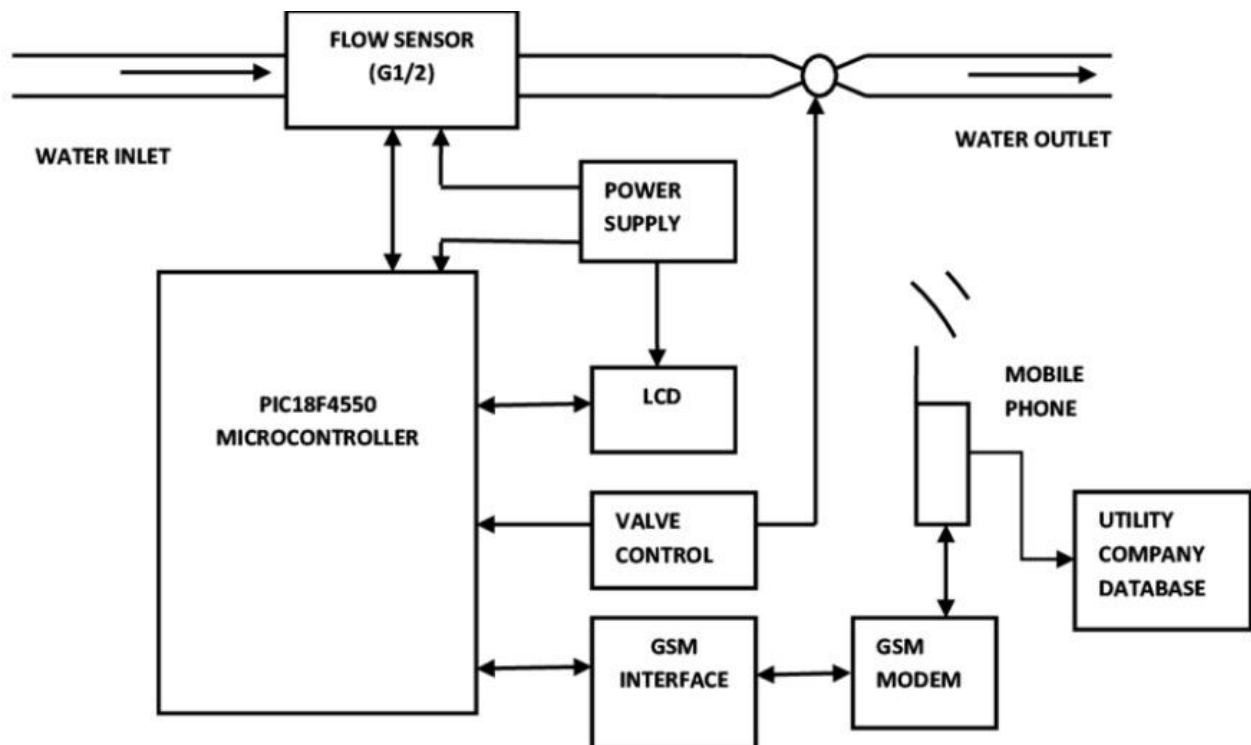 FLOW SENSOR
(G1/2)
WATER INLET
WATER OUTLET
POWER
SUPPLY
PIC18F4550
MICROCONTROLLER
LCD
MOBILE
PHONE
VALVE
CONTROL
UTILITY
COMPANY
DATABASE
GSM
INTERFACE
GSM
MODEM